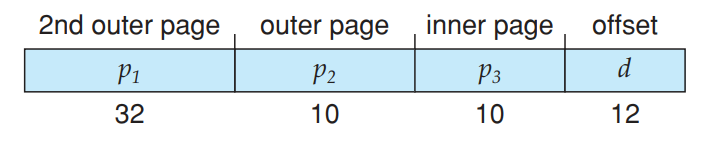 2nd outer page outer page inner page offset
p1 p2 p3 d
32 10 10 12